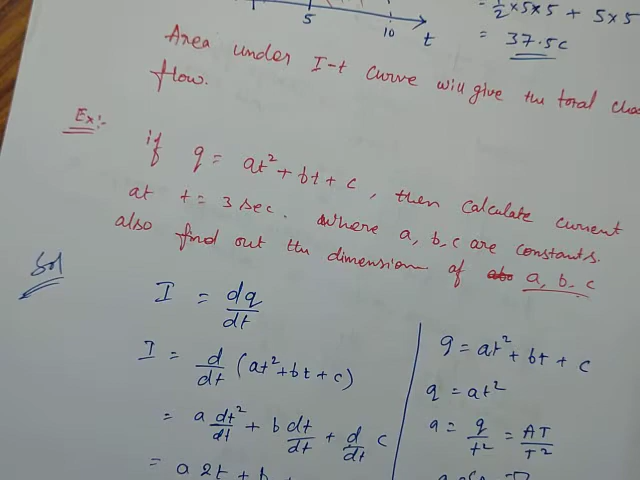 5 10 t
= ½ × 5 × 5 + 5 × 5
= 37.5C
Area under I-t curve will give the total
flow.
Ex:-
if q = at² + bt + c, then calculate current
at t = 3 sec. where a, b, c are constants.
also find out the dimension of a, b, c
Sol
I = dq/dt
I = d/dt (at² + bt + c)
= a dt²/dt + b dt/dt + d/dt c
= a 2t + b
q = at² + bt + c
q = at²
a = q/t² = AT/T²